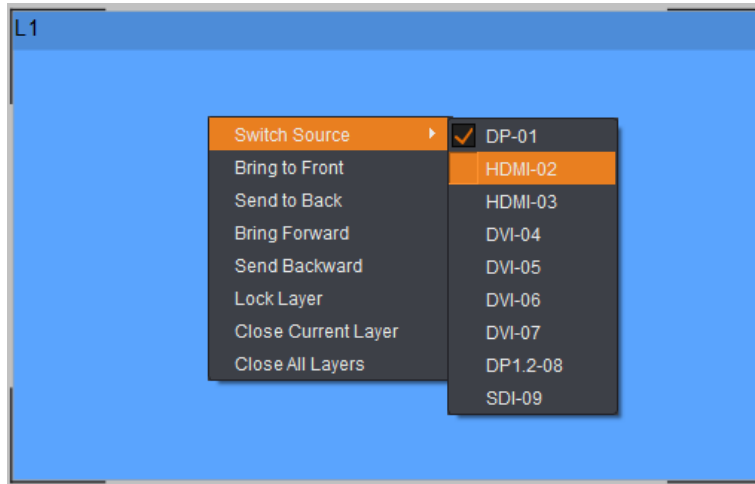 L1
Switch Source
Bring to Front
Send to Back
Bring Forward
Send Backward
Lock Layer
Close Current Layer
Close All Layers
DP-01
HDMI-02
HDMI-03
DVI-04
DVI-05
DVI-06
DVI-07
DP1.2-08
SDI-09